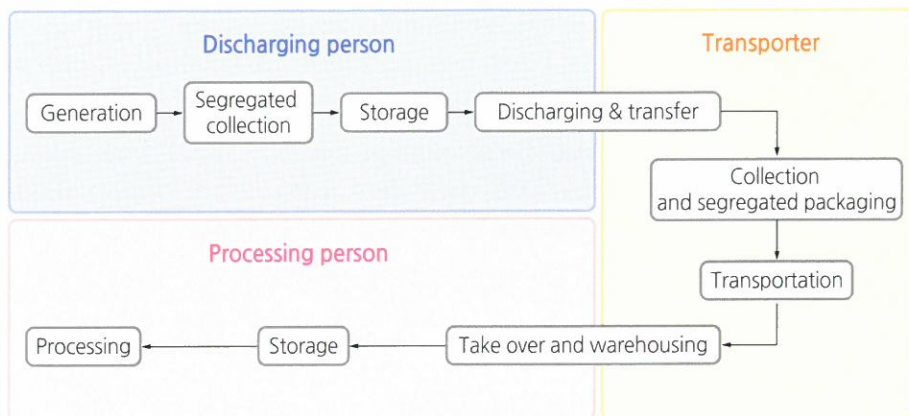 Discharging person
Transporter
Generation
Segregated
collection
Storage
Discharging & transfer
Collection
and segregated packaging
Transportation
Processing person
Processing
Storage
Take over and warehousing